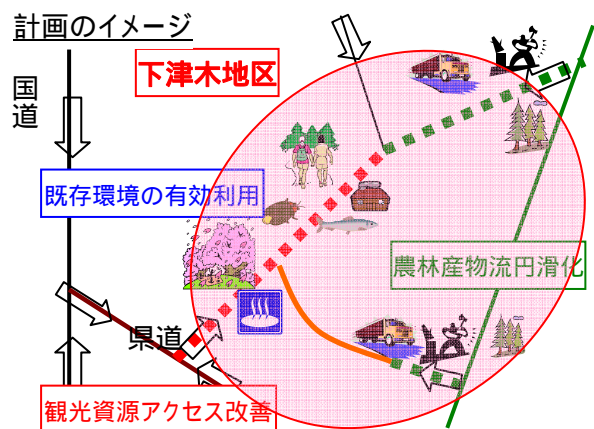 計画のイメージ
下津木地区
国道
既存環境の有効利用
農林産物流円滑化
県道
観光資源アクセス改善